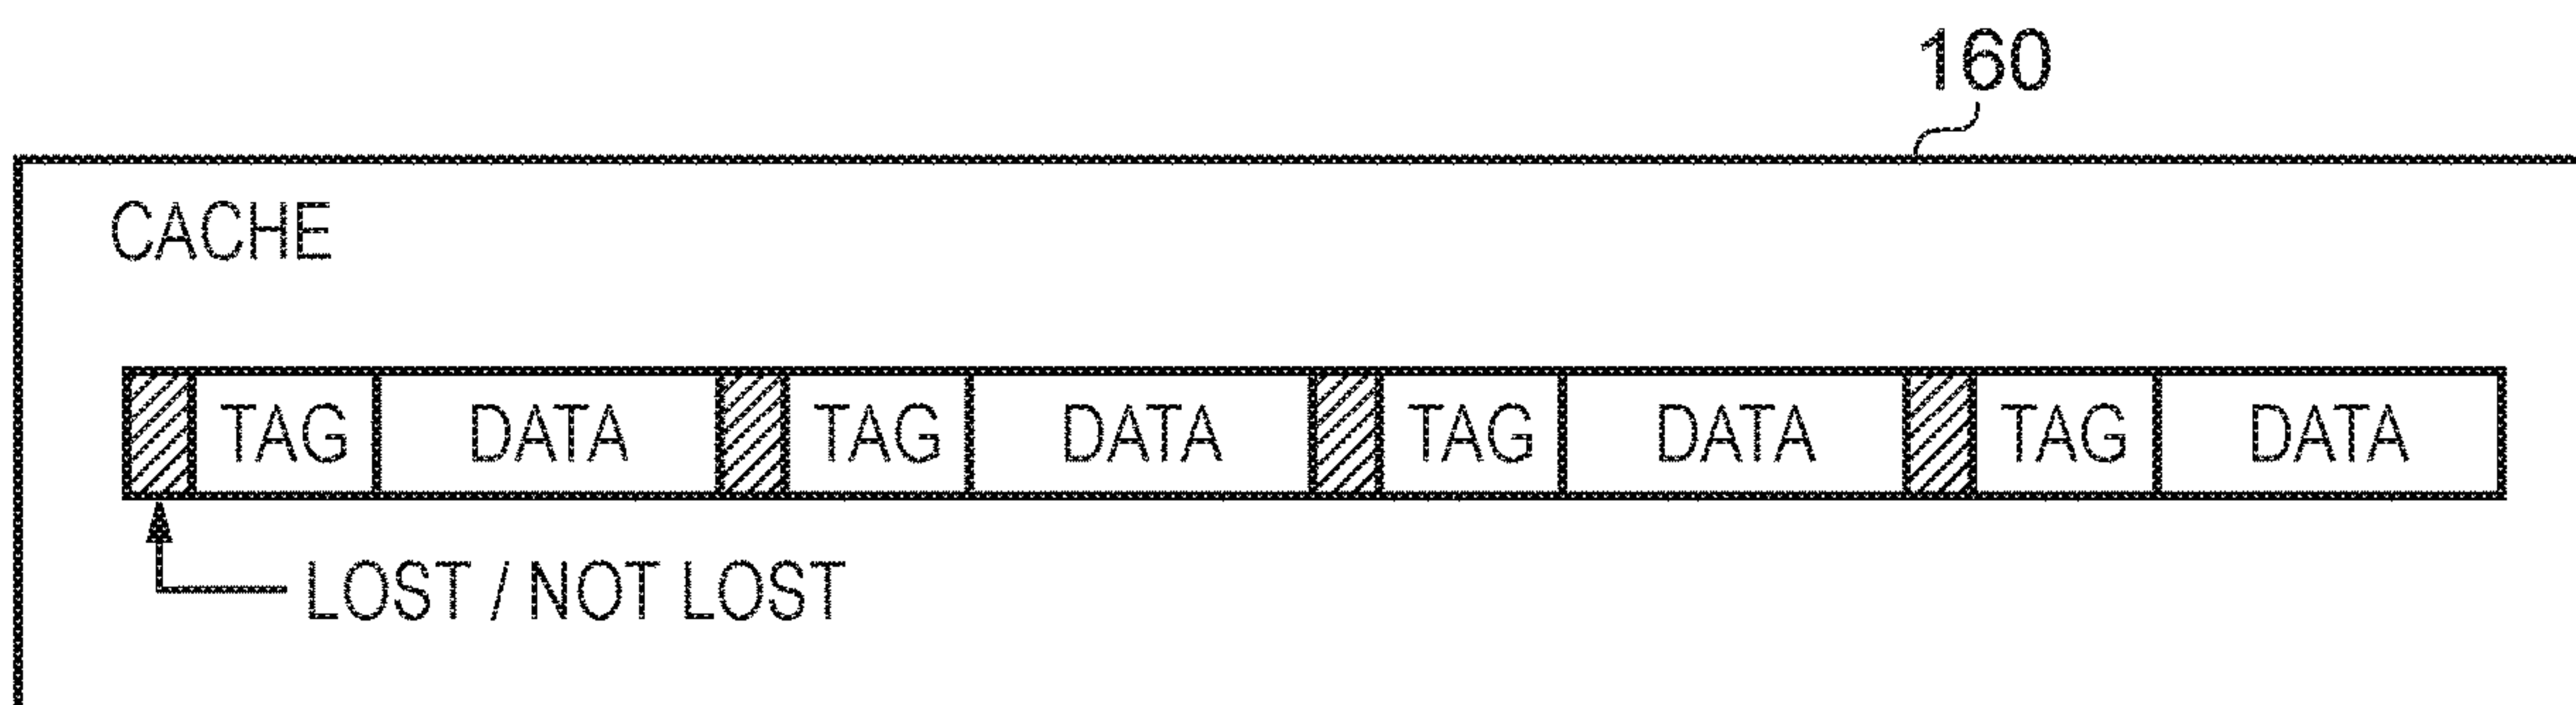 160
CACHE
TAG DATA TAG DATA TAG DATA TAG DATA
LOST / NOT LOST